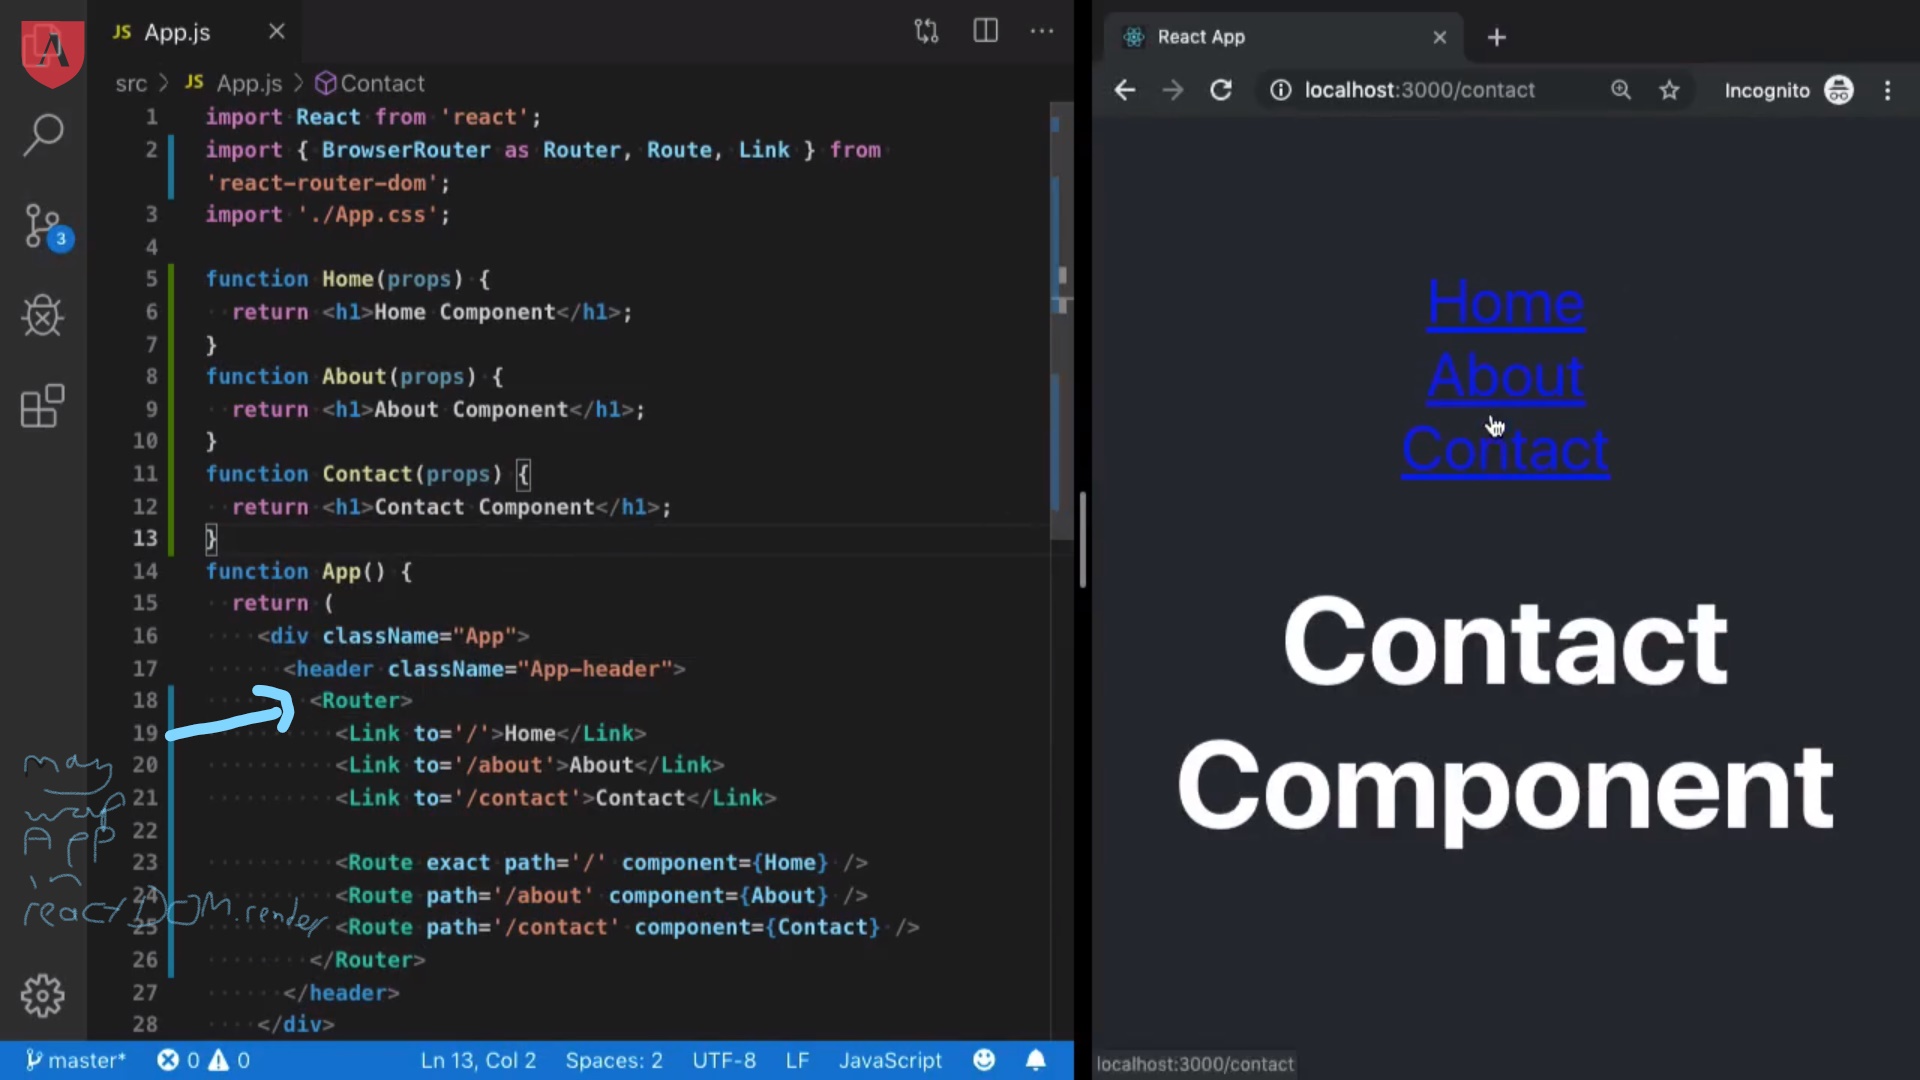 JS App.js
src > JS App.js > Contact
1 import React from 'react';
2 import { BrowserRouter as Router, Route, Link } from
'react-router-dom';
3 import './App.css';
4
5 function Home(props) {
6 return <h1>Home Component</h1>;
7 }
8 function About(props) {
9 return <h1>About Component</h1>;
10 }
11 function Contact(props) {
12 return <h1>Contact Component</h1>;
13 }
14 function App() {
15 return (
16 <div className="App">
17 <header className="App-header">
18 <Router>
19 <Link to='/'>Home</Link>
20 <Link to='/about'>About</Link>
21 <Link to='/contact'>Contact</Link>
22
23 <Route exact path='/' component={Home} />
24 <Route path='/about' component={About} />
25 <Route path='/contact' component={Contact} />
26 </Router>
27 </header>
28 </div>
3
A
may
wrap
App
in
reactDOM.render
master* 0 0 Ln 13, Col 2 Spaces: 2 UTF-8 LF JavaScript
React App
localhost:3000/contact Incognito
Home
About
Contact
Contact
Component
localhost:3000/contact